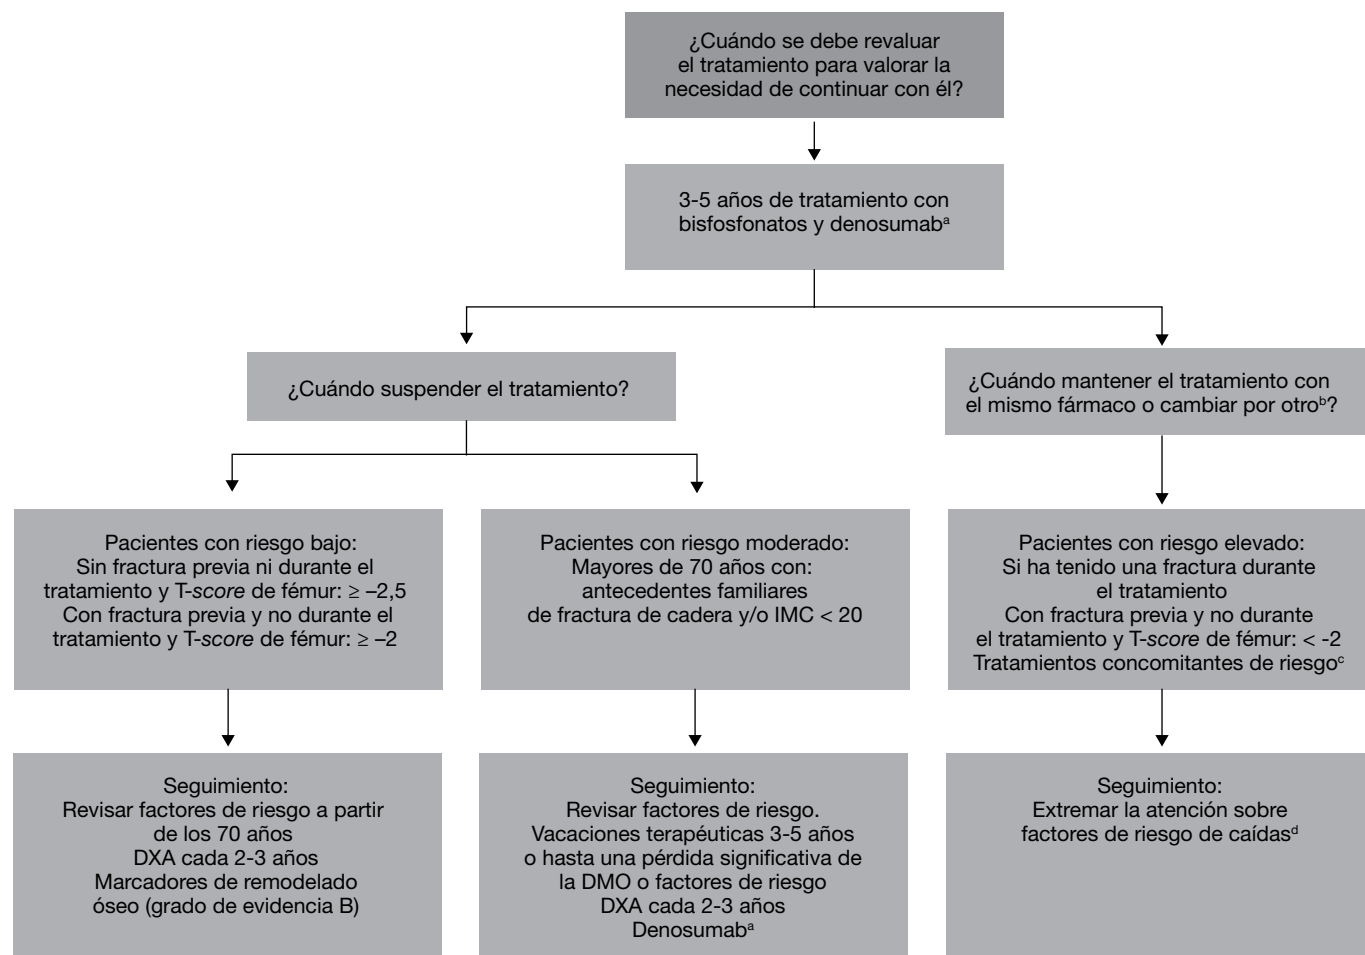 ¿Cuándo se debe revaluar
el tratamiento para valorar la
necesidad de continuar con él?
3-5 años de tratamiento con
bisfosfonatos y denosumabᵃ
¿Cuándo suspender el tratamiento?
¿Cuándo mantener el tratamiento con
el mismo fármaco o cambiar por otroᵇ?
Pacientes con riesgo bajo:
Sin fractura previa ni durante el
tratamiento y T-score de fémur: ≥ –2,5
Con fractura previa y no durante el
tratamiento y T-score de fémur: ≥ –2
Pacientes con riesgo moderado:
Mayores de 70 años con:
antecedentes familiares
de fractura de cadera y/o IMC < 20
Pacientes con riesgo elevado:
Si ha tenido una fractura durante
el tratamiento
Con fractura previa y no durante
el tratamiento y T-score de fémur: < -2
Tratamientos concomitantes de riesgoᶜ
Seguimiento:
Revisar factores de riesgo a partir
de los 70 años
DXA cada 2-3 años
Marcadores de remodelado
óseo (grado de evidencia B)
Seguimiento:
Revisar factores de riesgo.
Vacaciones terapéuticas 3-5 años
o hasta una pérdida significativa de
la DMO o factores de riesgo
DXA cada 2-3 años
Denosumabᵃ
Seguimiento:
Extremar la atención sobre
factores de riesgo de caídasᵈ